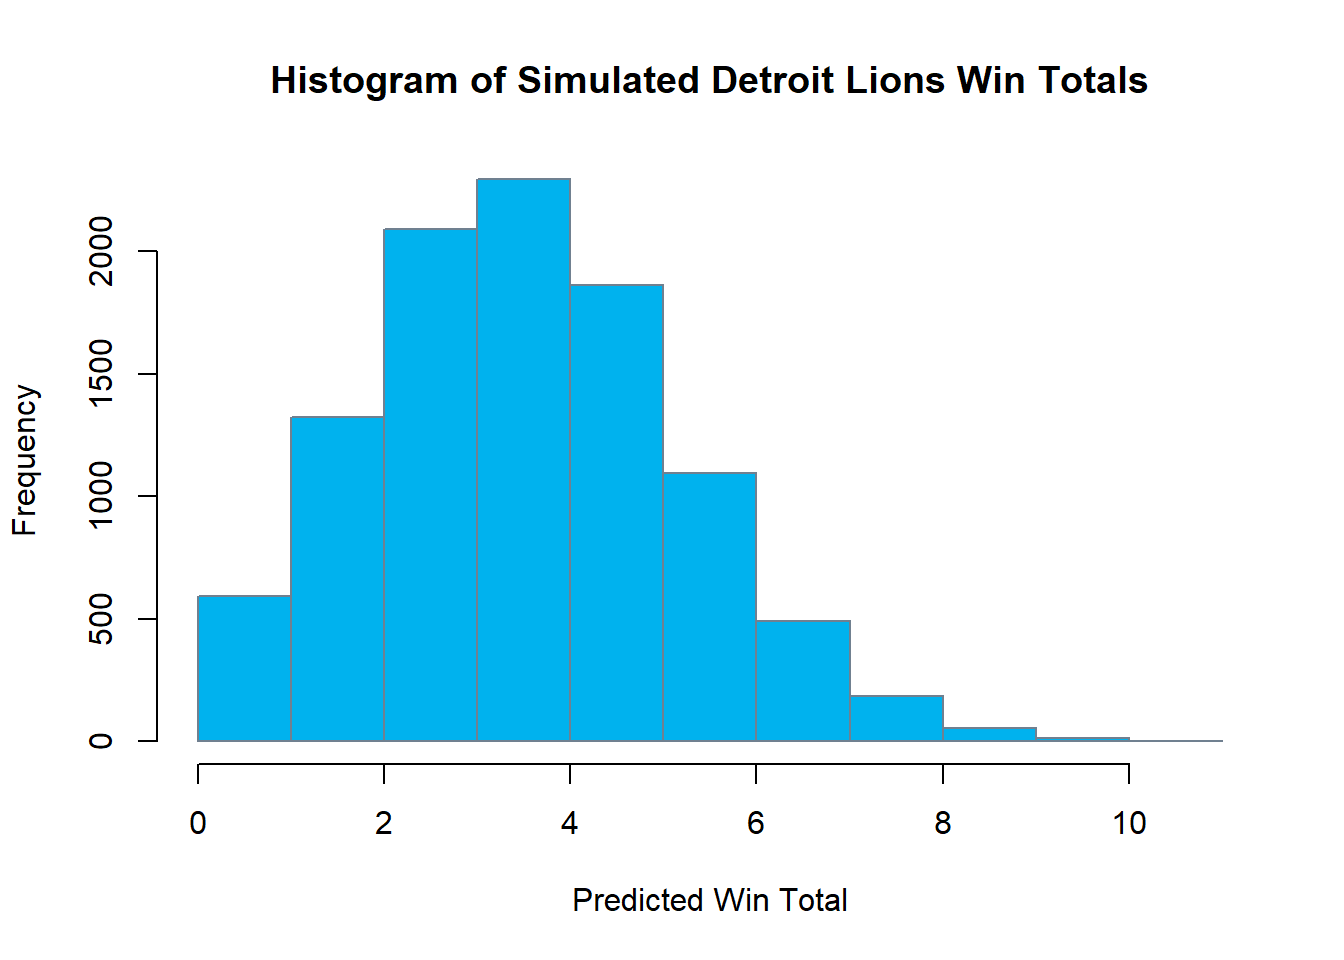 Histogram of Simulated Detroit Lions Win Totals
Frequency
2000
1500
1000
500
0
0 2 4 6 8 10
Predicted Win Total